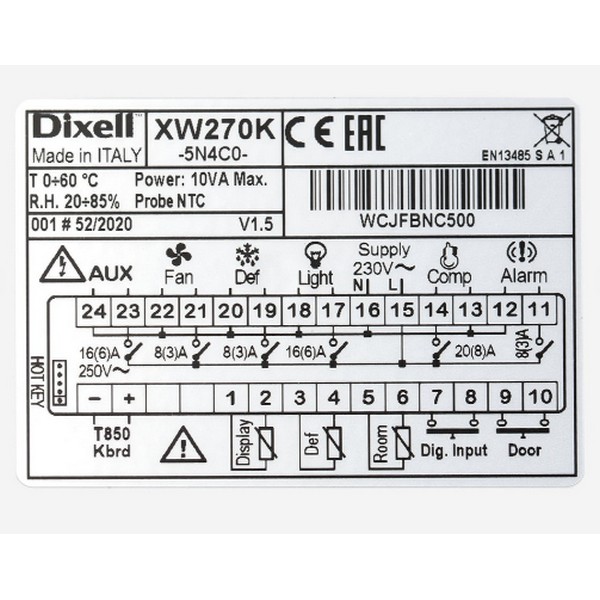 Dixell™ XW270K CE EAC
Made in ITALY -5N4C0- EN13485 S A 1
T 0÷60 °C Power: 10VA Max.
R.H. 20÷85% Probe NTC
001 # 52/2020 V1.5 WCJFBNC500
AUX Fan Def Light Supply 230V~ N L Comp Alarm
24 23 22 21 20 19 18 17 16 15 14 13 12 11
16(6)A 8(3)A 8(3)A 16(6)A 20(8)A 8(3)A
250V~
HOT KEY
- + 1 2 3 4 5 6 7 8 9 10
T850 Display Def Room Dig. Input Door
Kbrd